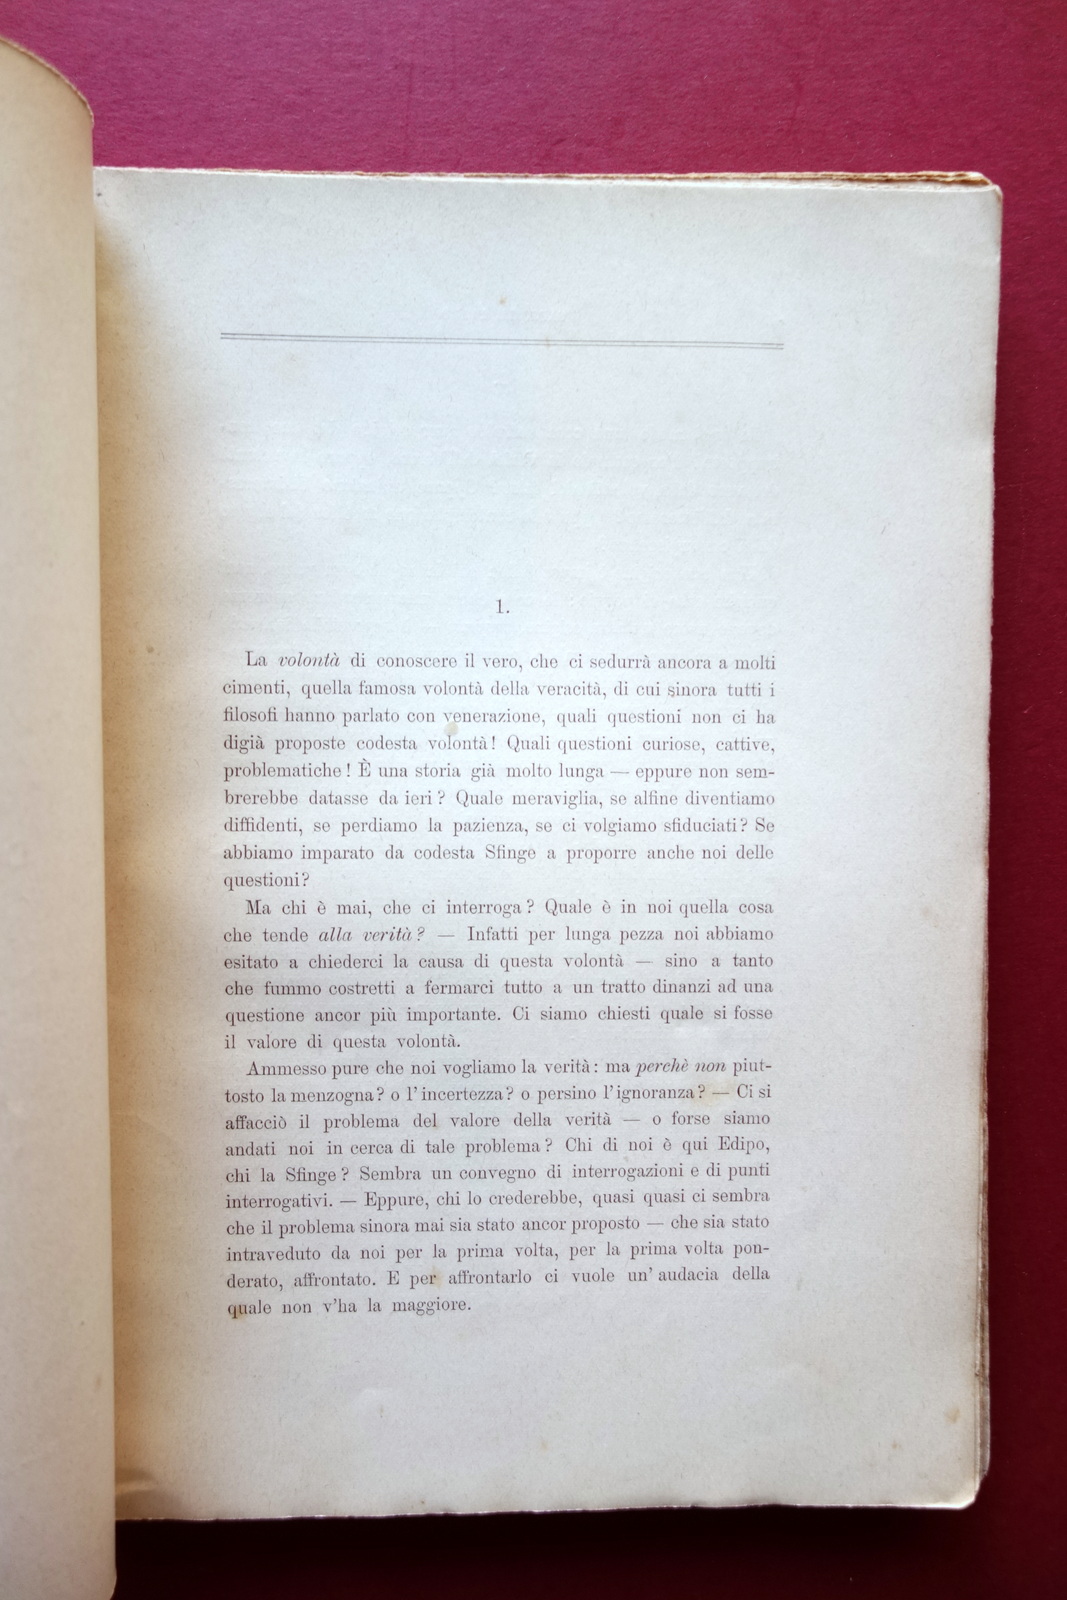 1.
La volontà di conoscere il vero, che ci sedurrà ancora a molti
cimenti, quella famosa volontà della veracità, di cui sinora tutti i
filosofi hanno parlato con venerazione, quali questioni non ci ha
digià proposte codesta volontà! Quali questioni curiose, cattive,
problematiche! È una storia già molto lunga — eppure non sem-
brerebbe datasse da ieri? Quale meraviglia, se alfine diventiamo
diffidenti, se perdiamo la pazienza, se ci volgiamo sfiduciati? Se
abbiamo imparato da codesta Sfinge a proporre anche noi delle
questioni?
Ma chi è mai, che ci interroga? Quale è in noi quella cosa
che tende alla verità? — Infatti per lunga pezza noi abbiamo
esitato a chiederci la causa di questa volontà — sino a tanto
che fummo costretti a fermarci tutto a un tratto dinanzi ad una
questione ancor più importante. Ci siamo chiesti quale si fosse
il valore di questa volontà.
Ammesso pure che noi vogliamo la verità: ma perchè non piut-
tosto la menzogna? o l'incertezza? o persino l'ignoranza? — Ci si
affacciò il problema del valore della verità — o forse siamo
andati noi in cerca di tale problema? Chi di noi è qui Edipo,
chi la Sfinge? Sembra un convegno di interrogazioni e di punti
interrogativi. — Eppure, chi lo crederebbe, quasi quasi ci sembra
che il problema sinora mai sia stato ancor proposto — che sia stato
intraveduto da noi per la prima volta, per la prima volta pon-
derato, affrontato. E per affrontarlo ci vuole un' audacia della
quale non v'ha la maggiore.